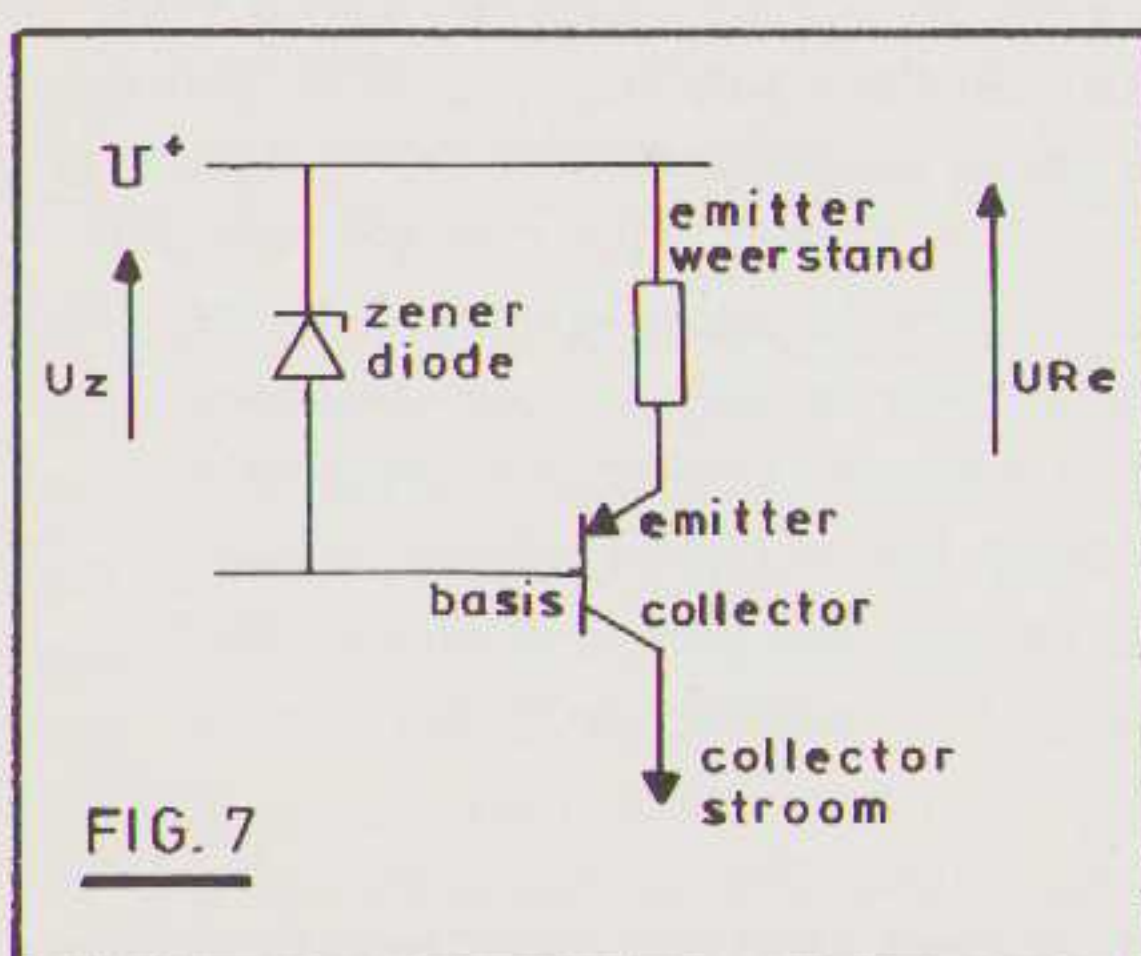 U+
emitter
weerstand
zener
diode
Uz
URe
emitter
basis
collector
collector
stroom
FIG. 7